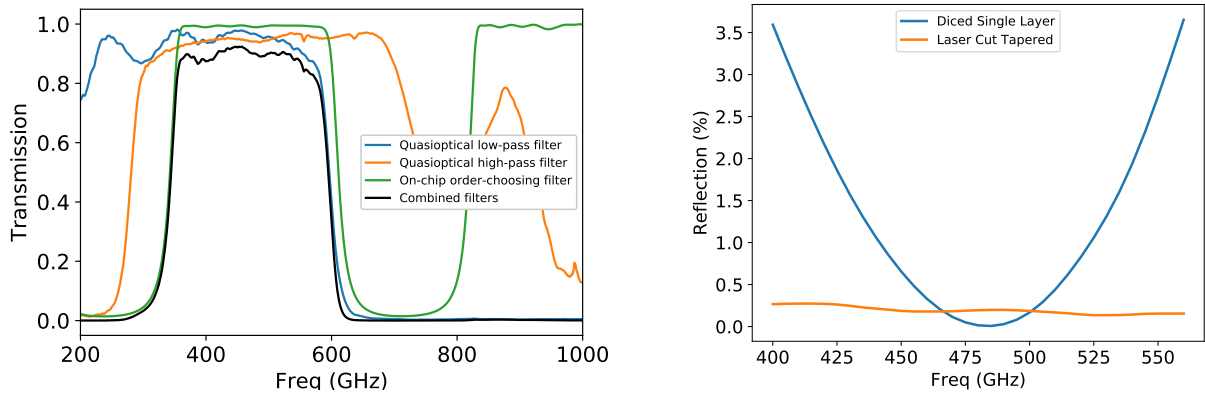 Transmission
1.0
0.8
0.6
0.4
0.2
0.0
Quasioptical low-pass filter
Quasioptical high-pass filter
On-chip order-choosing filter
Combined filters
200
400
600
800
1000
Freq (GHz)
Reflection (%)
3.5
3.0
2.5
2.0
1.5
1.0
0.5
0.0
Diced Single Layer
Laser Cut Tapered
400
425
450
475
500
525
550
Freq (GHz)